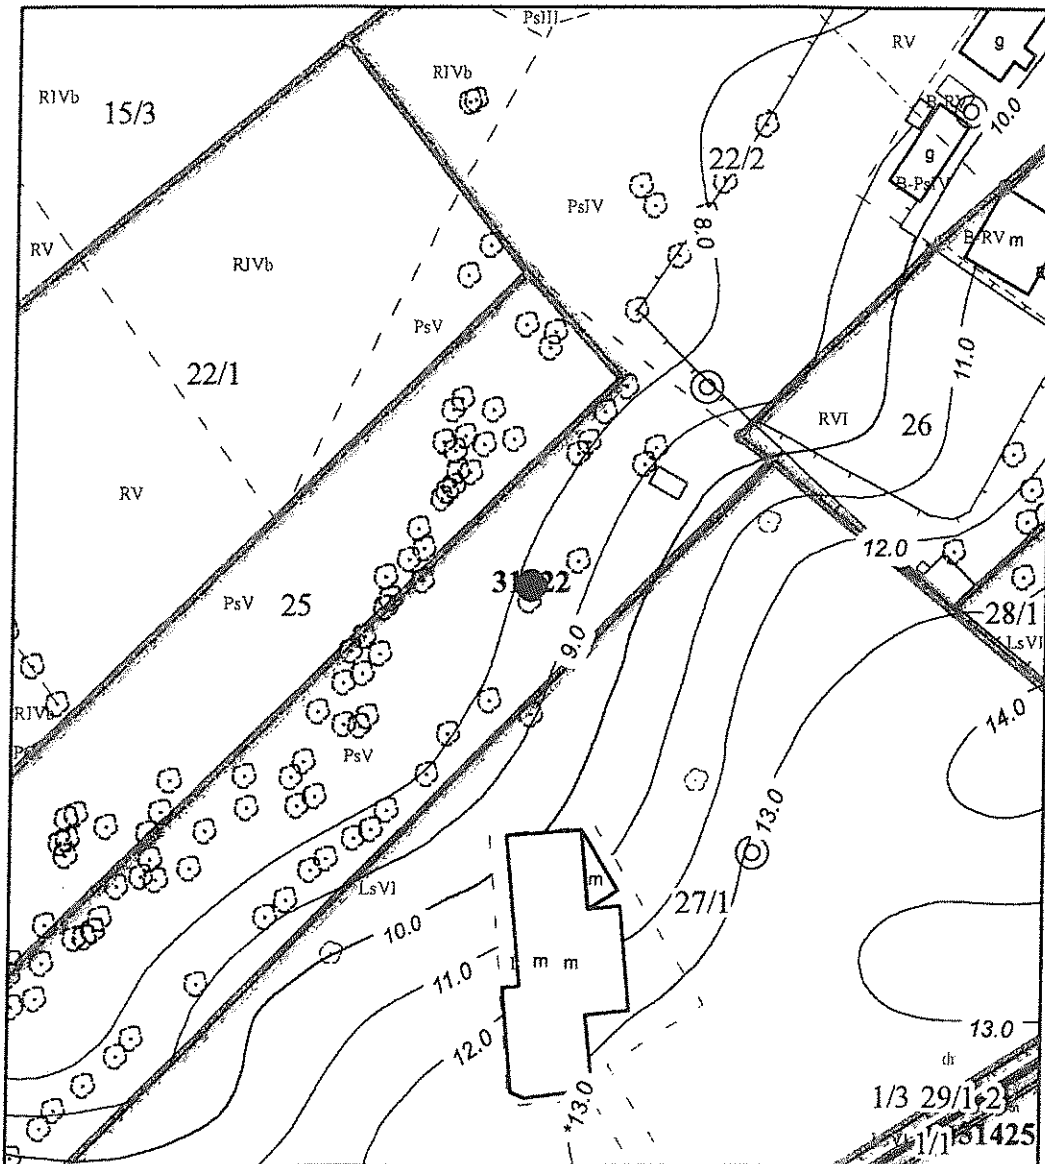 PsIII
RV
g
RIVb
RIVb
15/3
10.0
22/2
g
B-PsIV
PsIV
8.0
RV
RIVb
B-RV m
PsV
11.0
22/1
RVI
26
RV
12.0
PsV
25
28/1
LsVI
9.0
RIVb
14.0
PsV
13.0
m
LsVI
27/1
10.0
m m
11.0
12.0
13.0
*13.0
dr
1/3 29/1
1/1